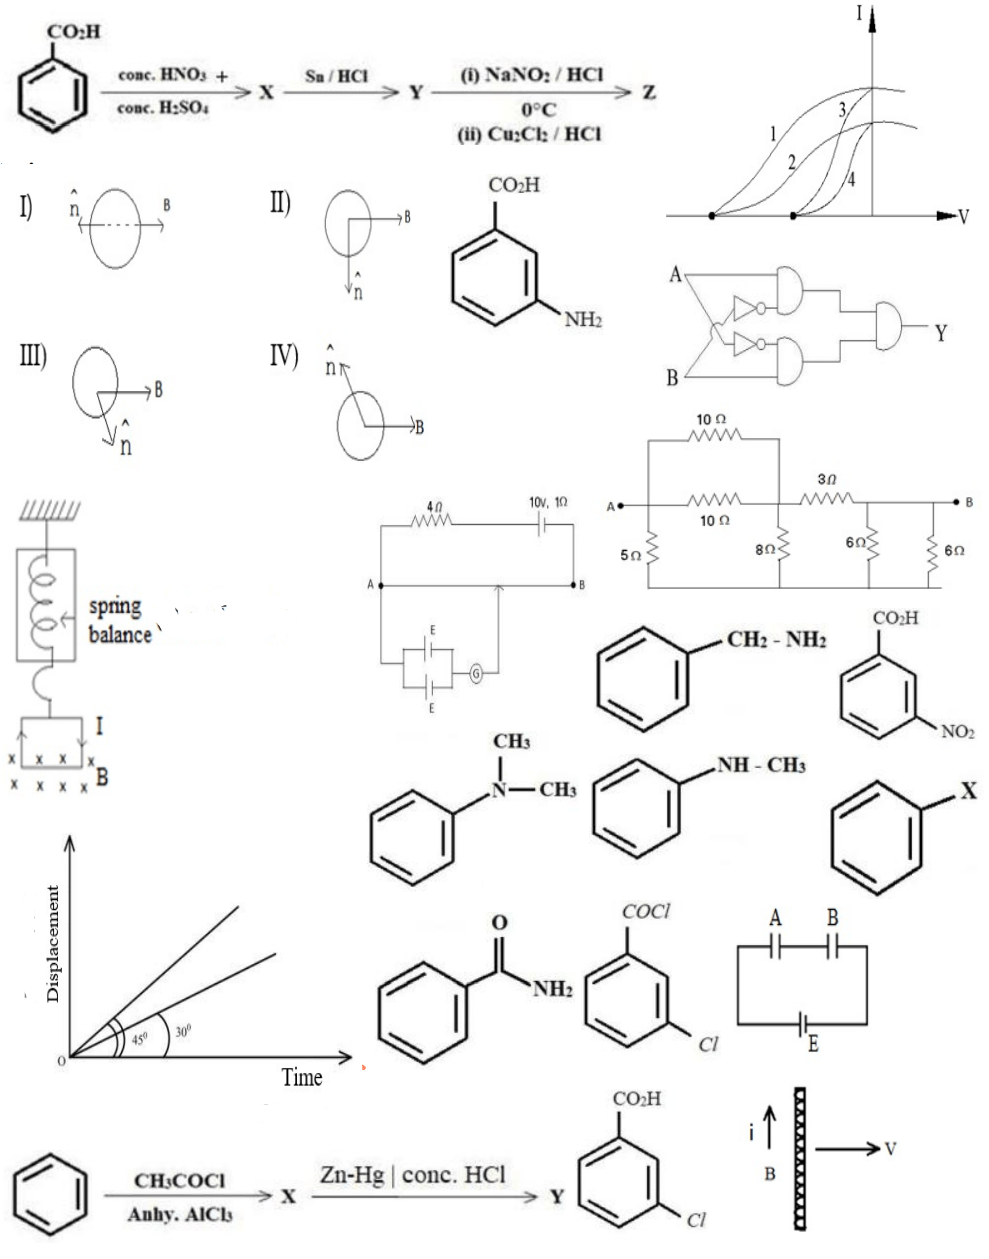 CO₂H
conc. HNO₃ +
conc. H₂SO₄
X
Sn / HCl
Y
(i) NaNO₂ / HCl
0°C
(ii) Cu₂Cl₂ / HCl
Z
I
1
2
3
4
V
I)
n̂
B
II)
B
n̂
CO₂H
NH₂
A
B
Y
III)
B
n̂
IV)
n̂
B
10 Ω
A
10 Ω
3Ω
B
5Ω
8Ω
6Ω
6Ω
4Ω
10v, 1Ω
A
B
E
G
E
spring
balance
I
x x x x
B
x x x x
CH₂ - NH₂
CO₂H
NO₂
CH₃
N
CH₃
NH - CH₃
X
Displacement
45⁰
30⁰
O
Time
O
NH₂
COCl
Cl
A
B
E
CH₃COCl
Anhy. AlCl₃
X
Zn-Hg | conc. HCl
Y
CO₂H
Cl
i
B
V